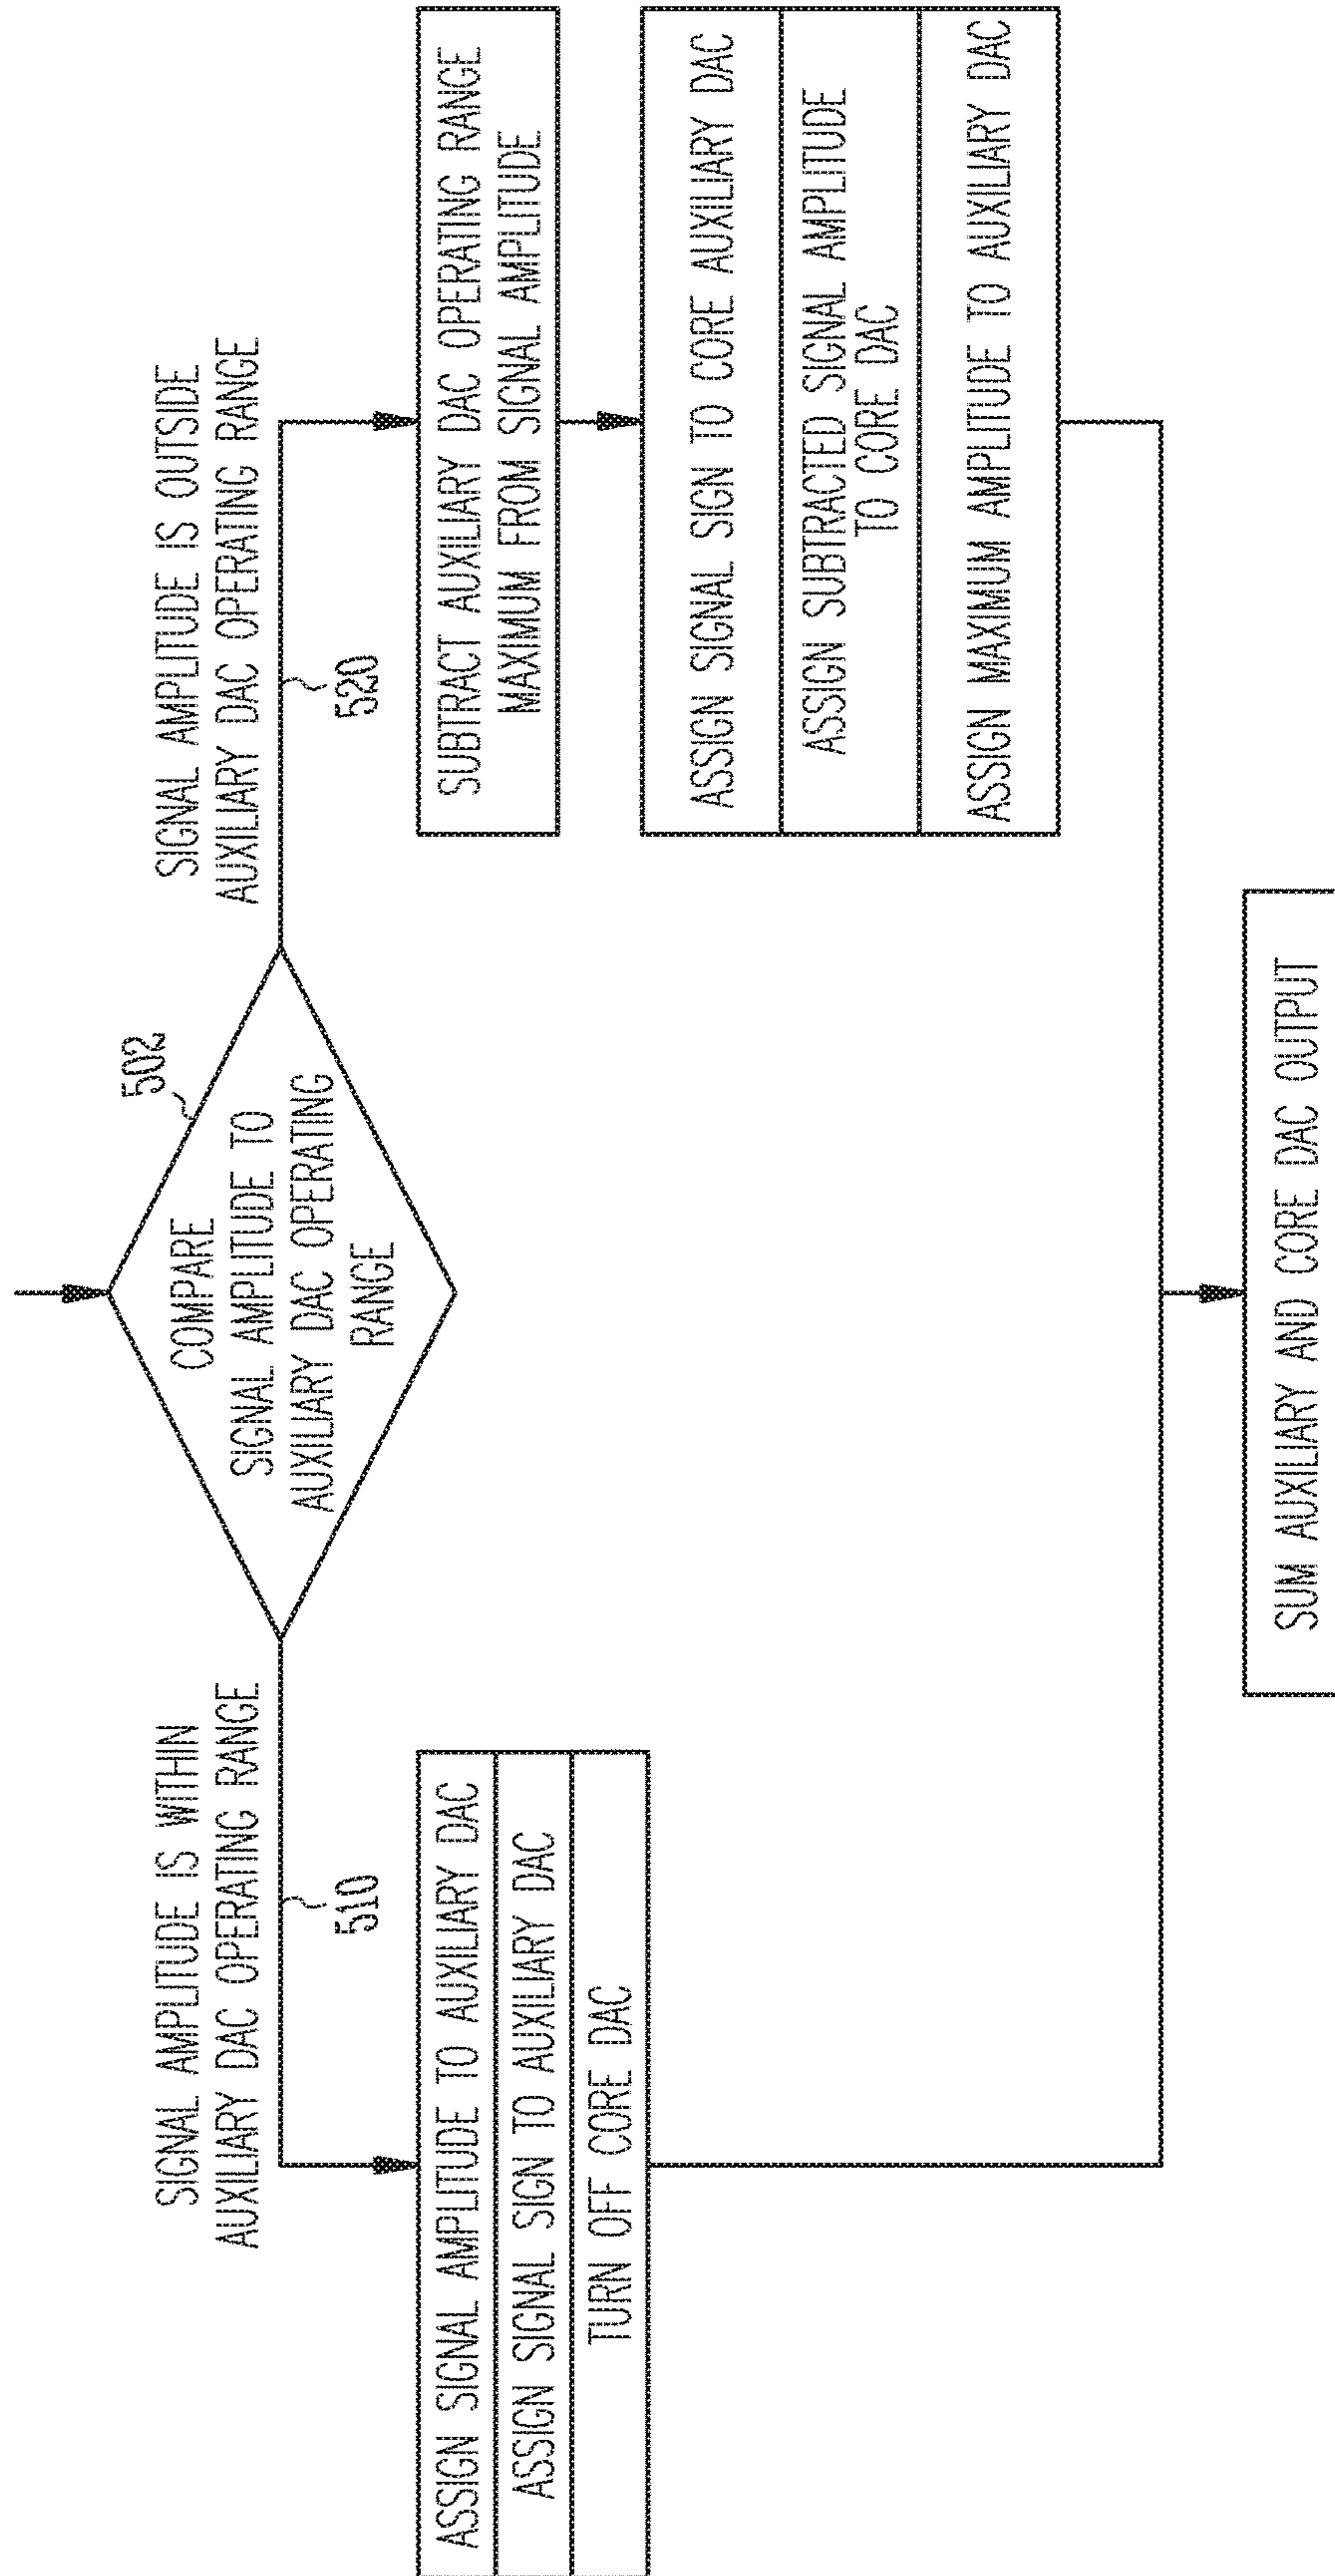 502
COMPARE
SIGNAL AMPLITUDE TO
AUXILIARY DAC OPERATING
RANGE
SIGNAL AMPLITUDE IS WITHIN
AUXILIARY DAC OPERATING RANGE
510
ASSIGN SIGNAL AMPLITUDE TO AUXILIARY DAC
ASSIGN SIGNAL SIGN TO AUXILIARY DAC
TURN OFF CORE DAC
SIGNAL AMPLITUDE IS OUTSIDE
AUXILIARY DAC OPERATING RANGE
520
SUBTRACT AUXILIARY DAC OPERATING RANGE
MAXIMUM FROM SIGNAL AMPLITUDE
ASSIGN SIGNAL SIGN TO CORE AUXILIARY DAC
ASSIGN SUBTRACTED SIGNAL AMPLITUDE
TO CORE DAC
ASSIGN MAXIMUM AMPLITUDE TO AUXILIARY DAC
SUM AUXILIARY AND CORE DAC OUTPUT